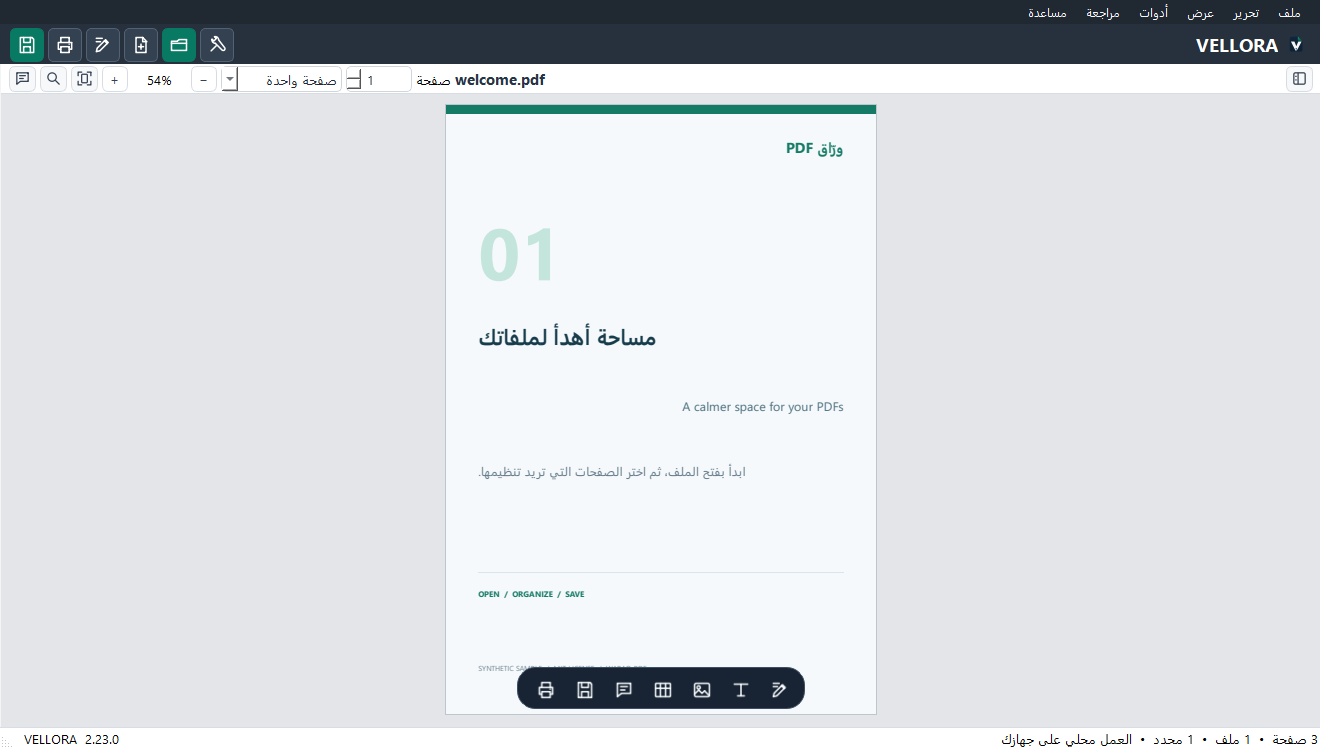 ملف تحرير عرض أدوات مراجعة مساعدة
VELLORA
welcome.pdf صفحة 1 صفحة واحدة − 54% +
ورّاق PDF
01
مساحة أهدأ لملفاتك
A calmer space for your PDFs
ابدأ بفتح الملف، ثم اختر الصفحات التي تريد تنظيمها.
OPEN / ORGANIZE / SAVE
SYNTHETIC
3 صفحة • 1 ملف • 1 محدد • العمل محلي على جهازك
VELLORA 2.23.0